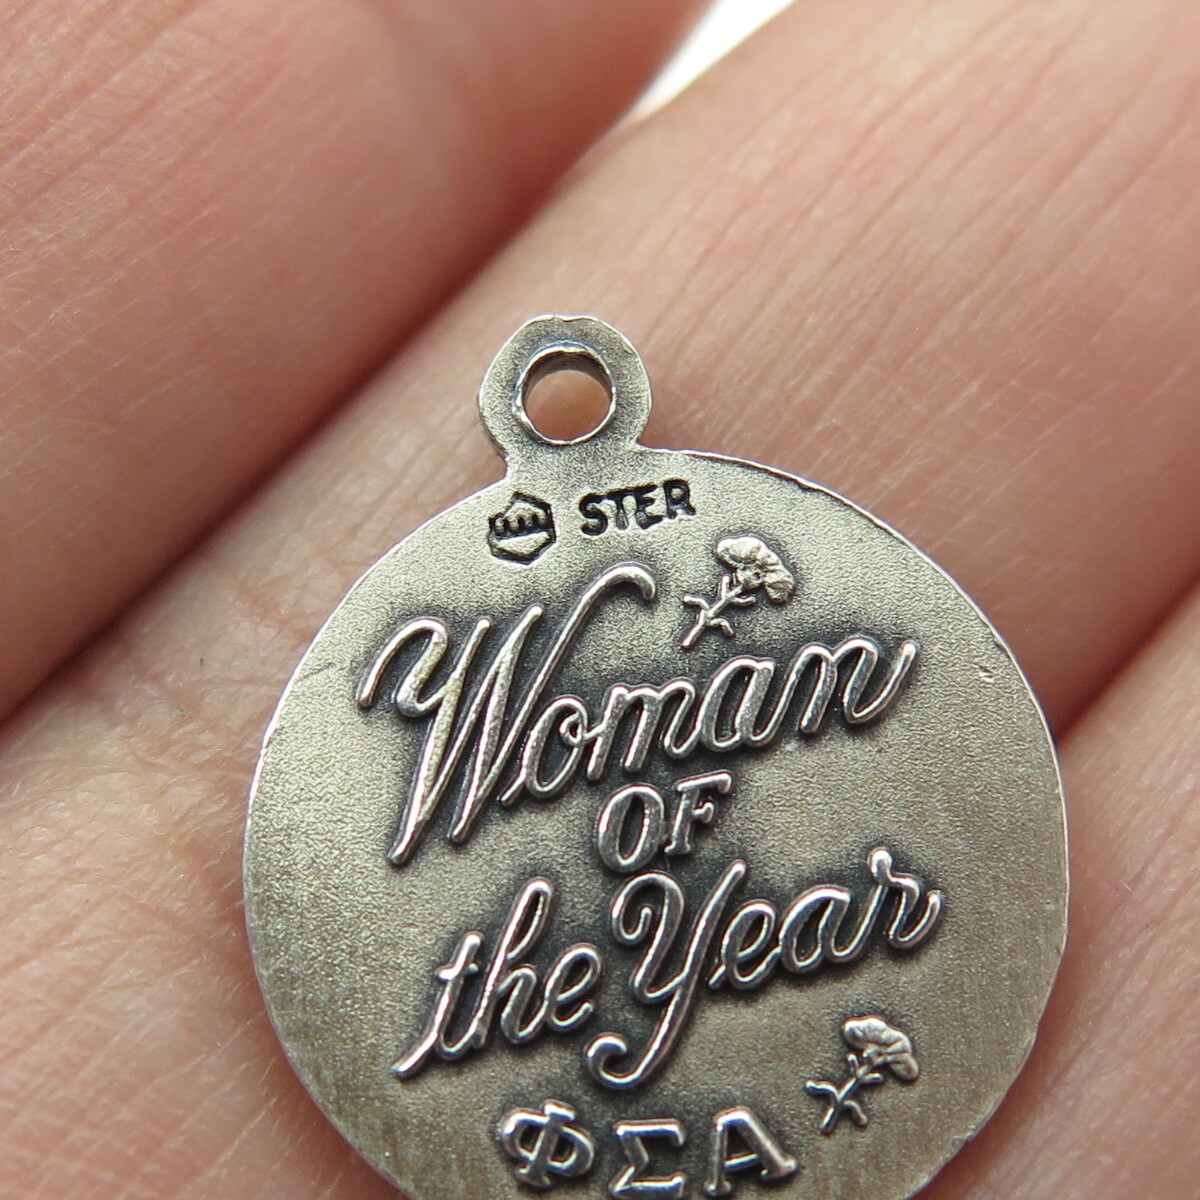 STER
Woman
OF
the Year
ΦΣΑ